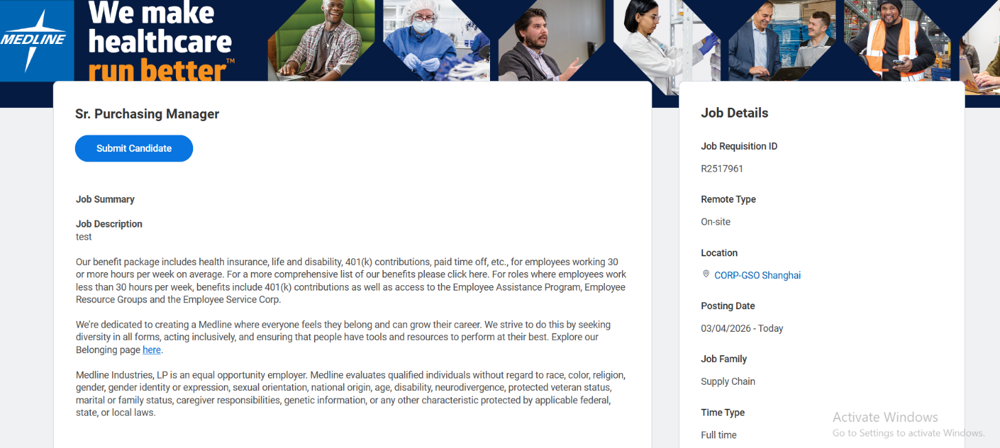 MEDLINE
We make
healthcare
run better™
Sr. Purchasing Manager
Submit Candidate
Job Summary
Job Description
test
Our benefit package includes health insurance, life and disability, 401(k) contributions, paid time off, etc., for employees working 30
or more hours per week on average. For a more comprehensive list of our benefits please click here. For roles where employees work
less than 30 hours per week, benefits include 401(k) contributions as well as access to the Employee Assistance Program, Employee
Resource Groups and the Employee Service Corp.
We're dedicated to creating a Medline where everyone feels they belong and can grow their career. We strive to do this by seeking
diversity in all forms, acting inclusively, and ensuring that people have tools and resources to perform at their best. Explore our
Belonging page here.
Medline Industries, LP is an equal opportunity employer. Medline evaluates qualified individuals without regard to race, color, religion,
gender, gender identity or expression, sexual orientation, national origin, age, disability, neurodivergence, protected veteran status,
marital or family status, caregiver responsibilities, genetic information, or any other characteristic protected by applicable federal,
state, or local laws.
Job Details
Job Requisition ID
R2517961
Remote Type
On-site
Location
CORP-GSO Shanghai
Posting Date
03/04/2026 - Today
Job Family
Supply Chain
Time Type
Full time
Activate Windows
Go to Settings to activate Windows.